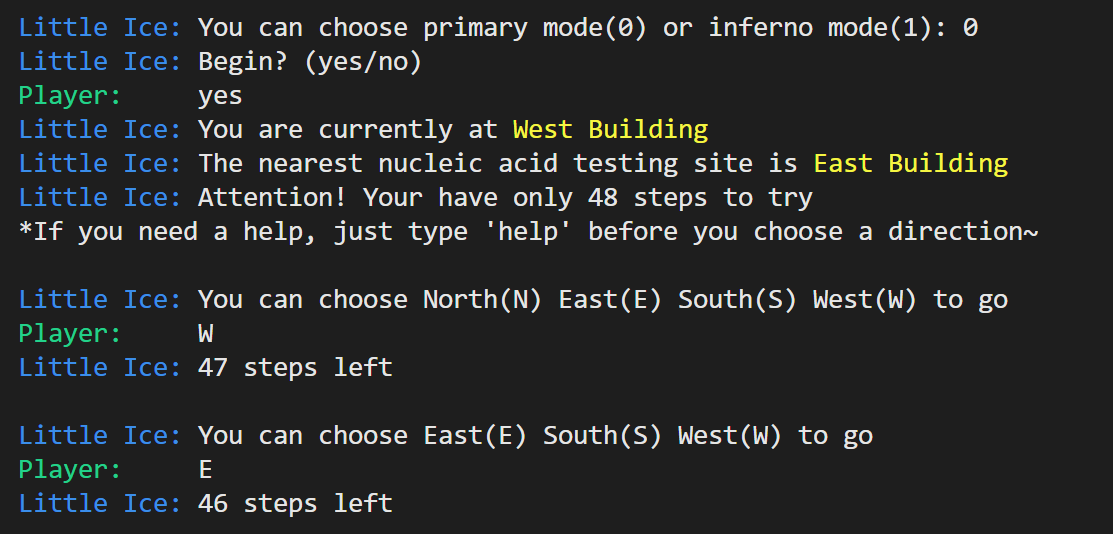 Little Ice: You can choose primary mode(0) or inferno mode(1): 0
Little Ice: Begin? (yes/no)
Player: yes
Little Ice: You are currently at West Building
Little Ice: The nearest nucleic acid testing site is East Building
Little Ice: Attention! Your have only 48 steps to try
*If you need a help, just type 'help' before you choose a direction~
Little Ice: You can choose North(N) East(E) South(S) West(W) to go
Player: W
Little Ice: 47 steps left
Little Ice: You can choose East(E) South(S) West(W) to go
Player: E
Little Ice: 46 steps left